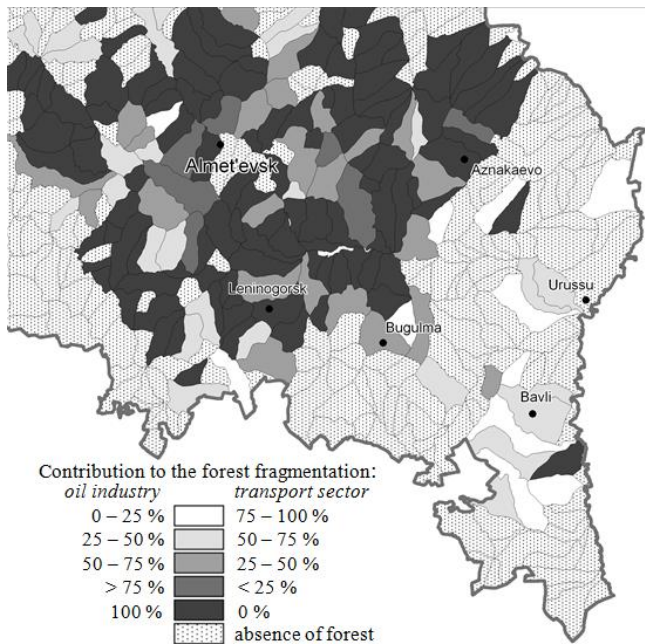 Almet'evsk
Aznakaevo
Urussu
Leninogorsk
Bugulma
Bavli
Contribution to the forest fragmentation:
oil industry transport sector
0 – 25 % 75 – 100 %
25 – 50 % 50 – 75 %
50 – 75 % 25 – 50 %
> 75 % < 25 %
100 % 0 %
absence of forest